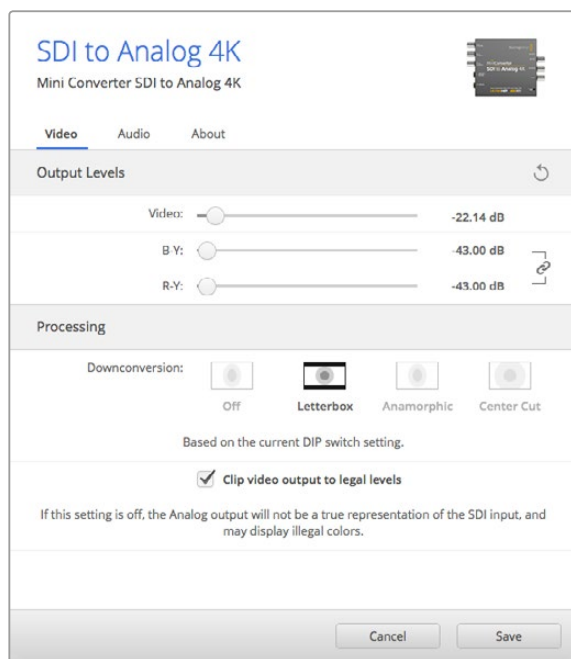 SDI to Analog 4K
Mini Converter SDI to Analog 4K
Video Audio About
Output Levels
Video: -22.14 dB
B-Y: -43.00 dB
R-Y: -43.00 dB
Processing
Downconversion:
Off Letterbox Anamorphic Center Cut
Based on the current DIP switch setting.
Clip video output to legal levels
If this setting is off, the Analog output will not be a true representation of the SDI input, and
may display illegal colors.
Cancel Save